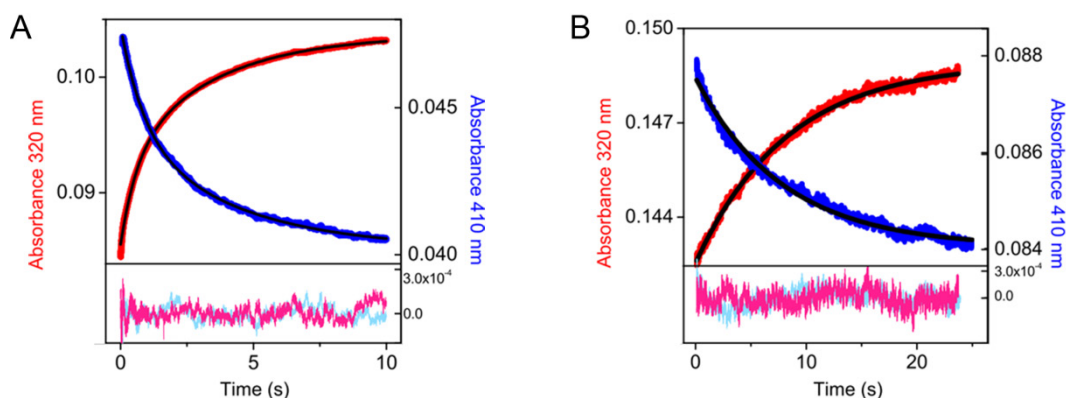 A
0.10
0.09
Absorbance 320 nm
0.045
0.040
Absorbance 410 nm
3.0x10⁻⁴
0.0
0
5
10
Time (s)
B
0.150
0.147
0.144
Absorbance 320 nm
0.088
0.086
0.084
Absorbance 410 nm
3.0x10⁻⁴
0.0
0
10
20
Time (s)